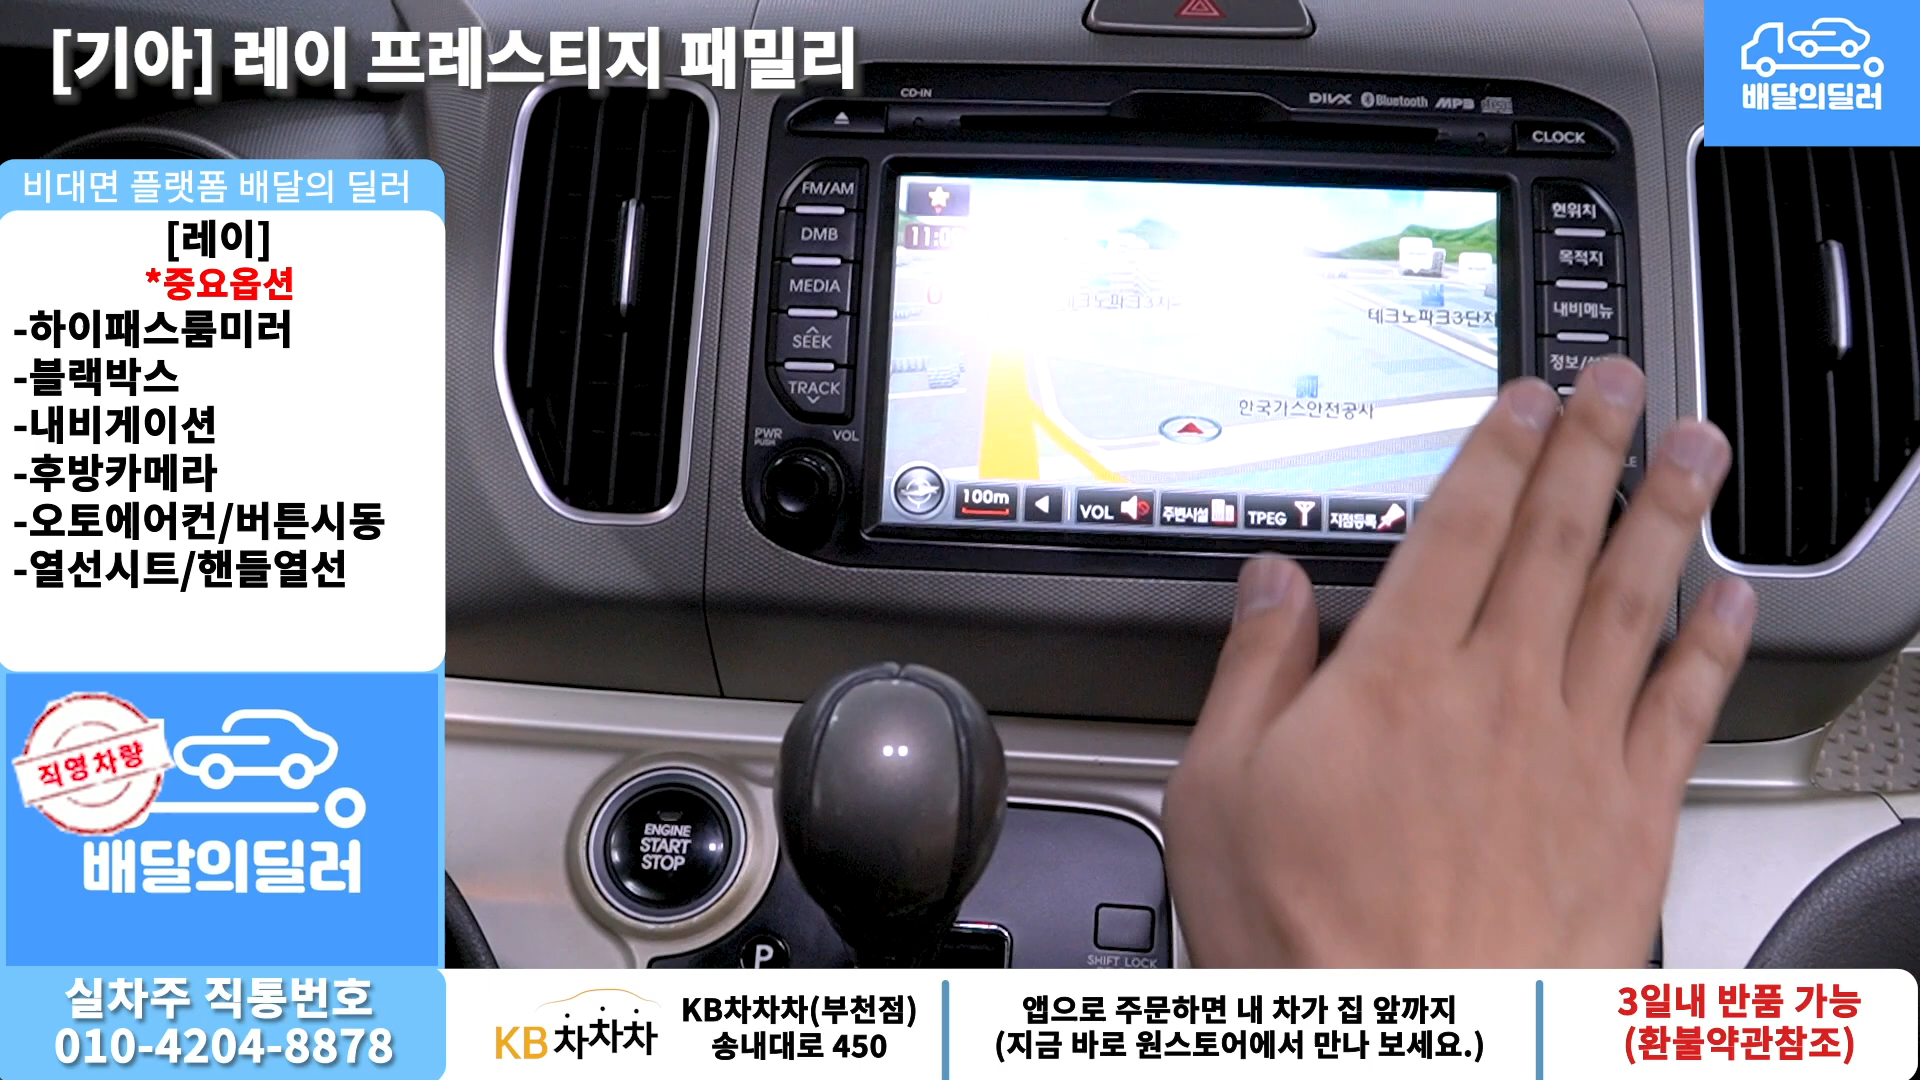 [기아] 레이 프레스티지 패밀리
배달의딜러
비대면 플랫폼 배달의 딜러
[레이]
*중요옵션
-하이패스룸미러
-블랙박스
-내비게이션
-후방카메라
-오토에어컨/버튼시동
-열선시트/핸들열선
직영차량
배달의딜러
실차주 직통번호
010-4204-8878
CD-IN
DIVX Bluetooth MP3
CLOCK
FM/AM
DMB
MEDIA
SEEK
TRACK
PWR
PUSH
VOL
현위치
목적지
내비메뉴
테크노파크3단지
한국가스안전공사
100m
VOL
주변시설
TPEG
지점등록
ENGINE
START
STOP
P
SHIFT LOCK
KB차차차
KB차차차(부천점)
송내대로 450
앱으로 주문하면 내 차가 집 앞까지
(지금 바로 원스토어에서 만나 보세요.)
3일내 반품 가능
(환불약관참조)